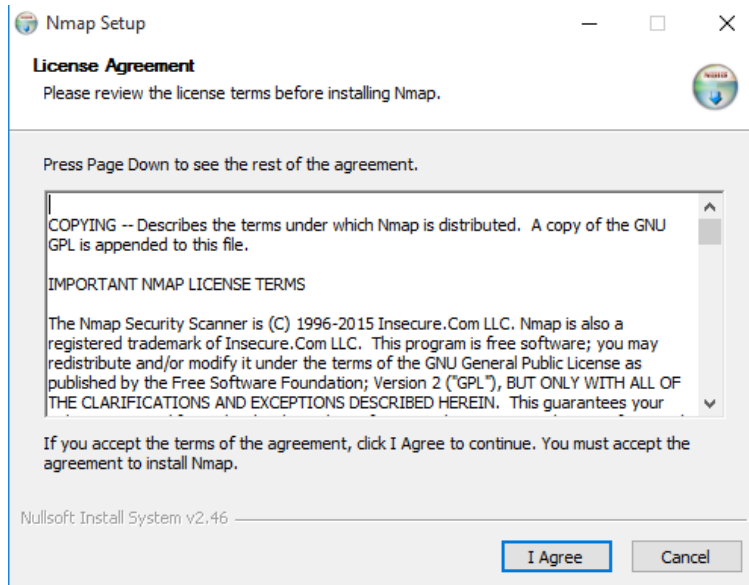 Nmap Setup
License Agreement
Please review the license terms before installing Nmap.
Press Page Down to see the rest of the agreement.
COPYING -- Describes the terms under which Nmap is distributed.  A copy of the GNU
GPL is appended to this file.
IMPORTANT NMAP LICENSE TERMS
The Nmap Security Scanner is (C) 1996-2015 Insecure.Com LLC. Nmap is also a
registered trademark of Insecure.Com LLC.  This program is free software; you may
redistribute and/or modify it under the terms of the GNU General Public License as
published by the Free Software Foundation; Version 2 ("GPL"), BUT ONLY WITH ALL OF
THE CLARIFICATIONS AND EXCEPTIONS DESCRIBED HEREIN.  This guarantees your
If you accept the terms of the agreement, click I Agree to continue. You must accept the
agreement to install Nmap.
Nullsoft Install System v2.46
I Agree
Cancel